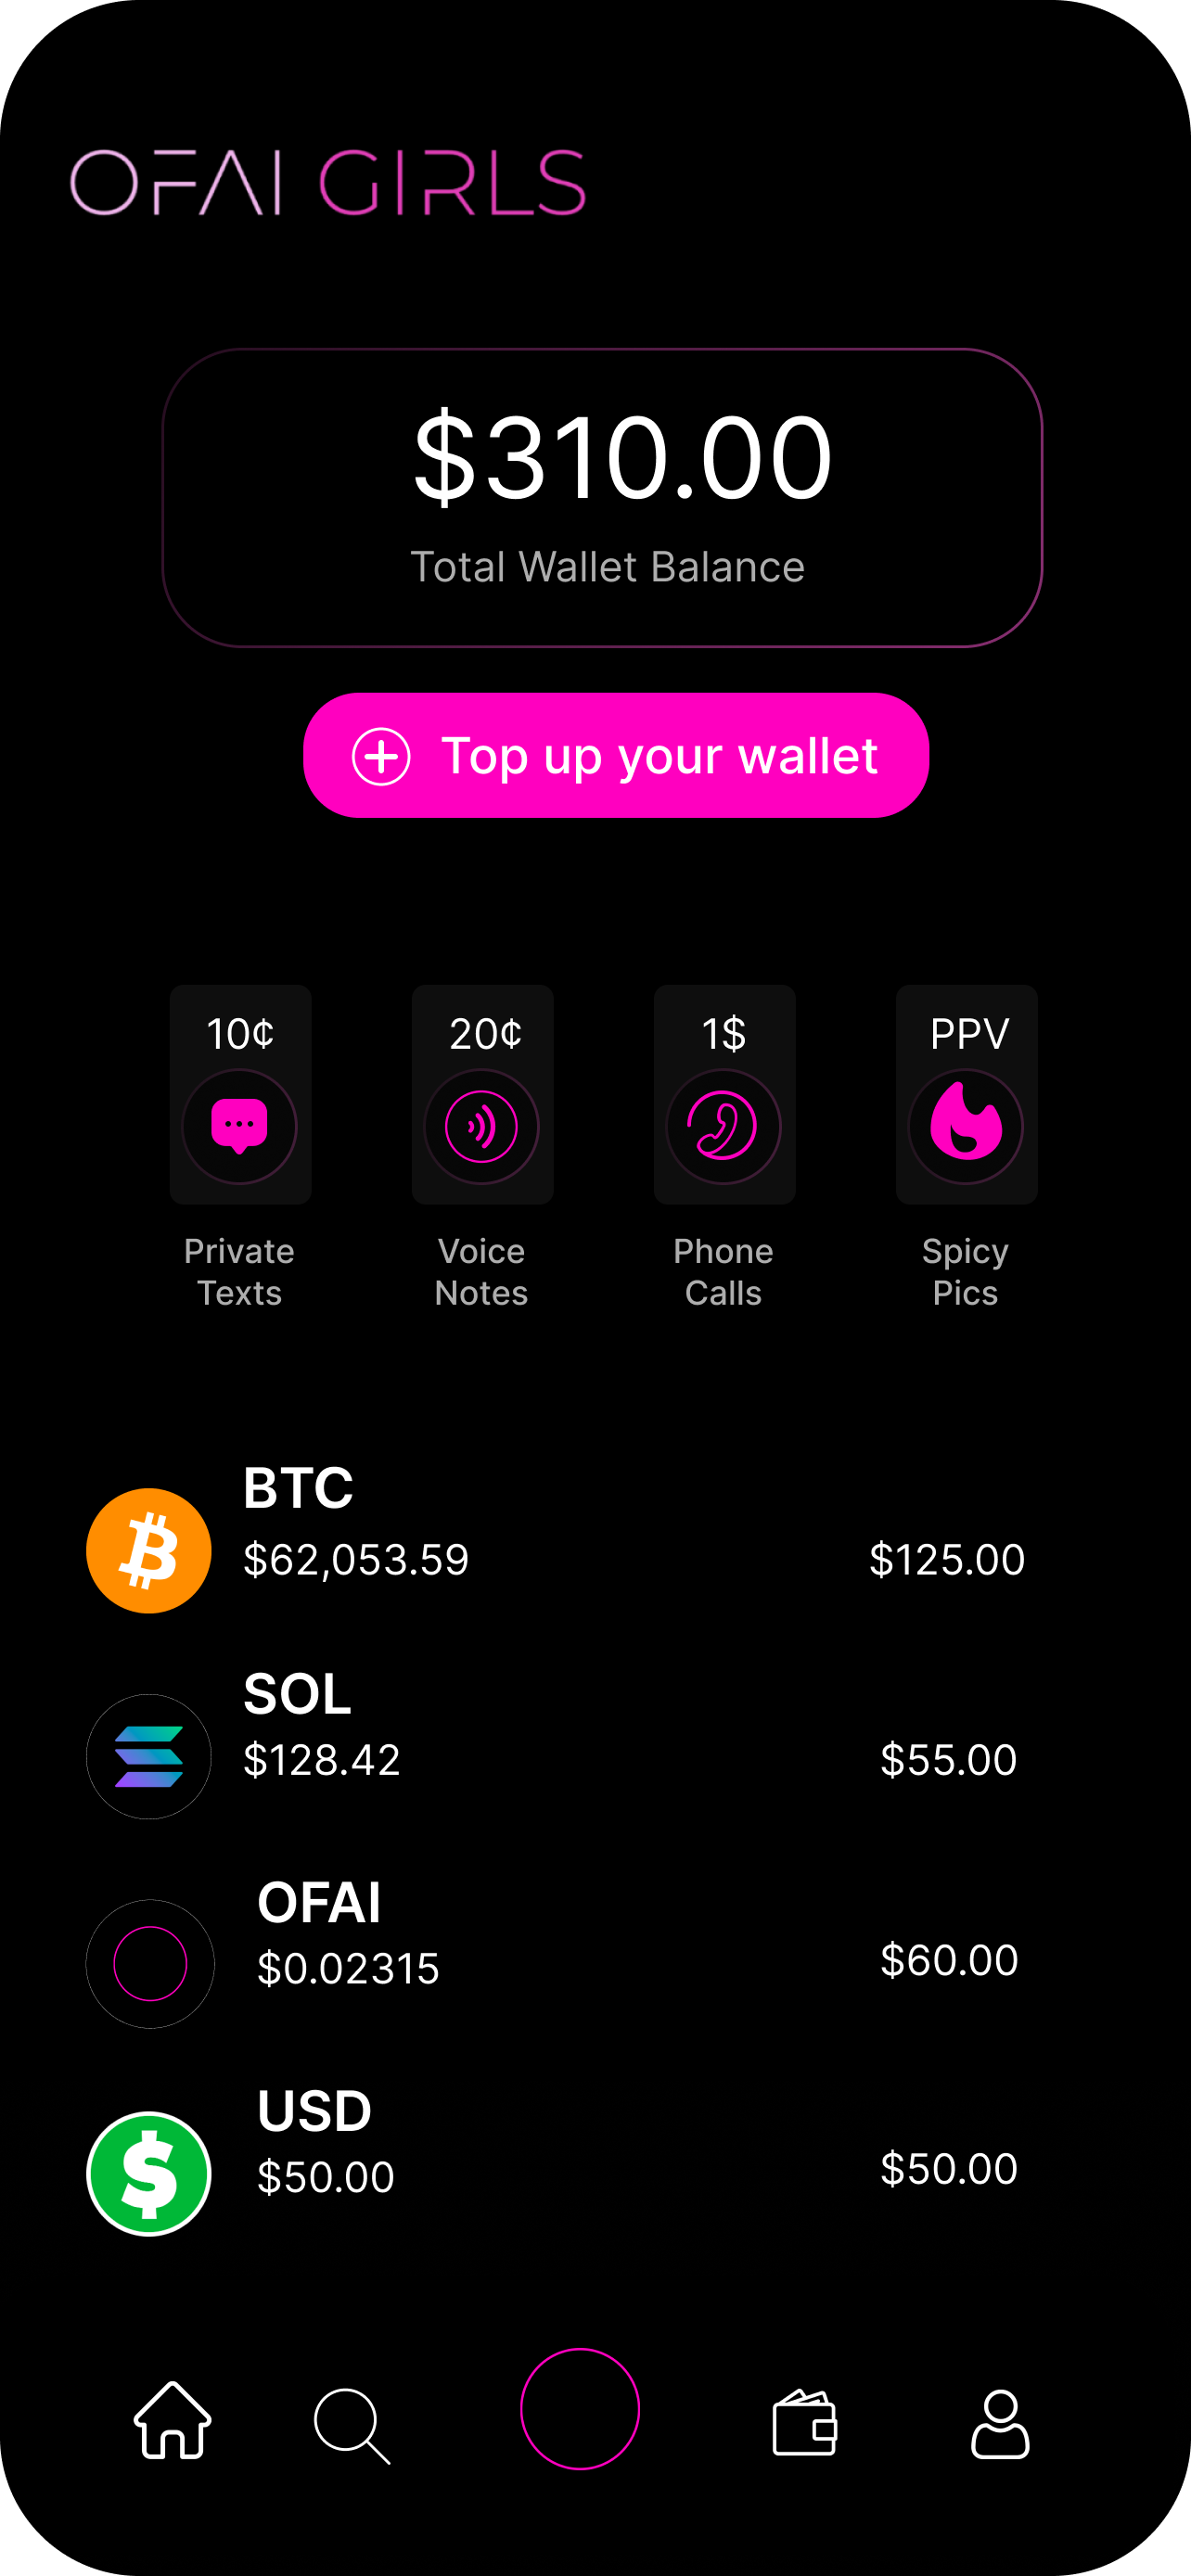 OFAI GIRLS
$310.00
Total Wallet Balance
Top up your wallet
10¢
20¢
1$
PPV
Private
Texts
Voice
Notes
Phone
Calls
Spicy
Pics
BTC
$62,053.59
$125.00
SOL
$128.42
$55.00
OFAI
$0.02315
$60.00
USD
$50.00
$50.00